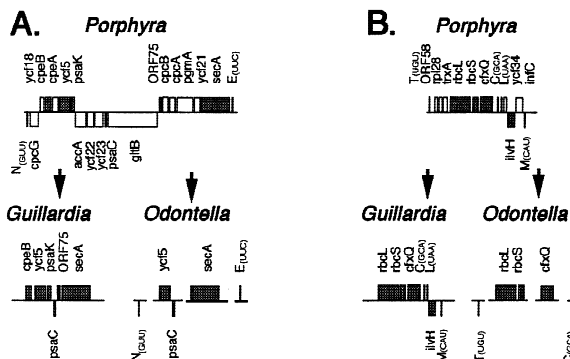 A.
Porphyra
ycf18
cpeB
cpeA
ycf5
psaK
ORF75
cpcB
cpcA
pgmA
ycf21
secA
E(UUC)
N(GUU)
cpcG
accA
ycf22
ycf23
psaC
gltB
Guillardia
cpeB
ycf5
psaK
ORF75
secA
psaC
Odontella
ycf5
secA
E(UUC)
N(GUU)
psaC
B.
Porphyra
T(UGU)
ORF58
rpl28
trxA
rbcL
rbcS
cfxQ
C(GCA)
L(UAA)
ycf34
infC
ilvH
M(CAU)
Guillardia
rbcL
rbcS
cfxQ
C(GCA)
L(UAA)
ilvH
M(CAU)
Odontella
rbcL
rbcS
cfxQ
T(UGU)